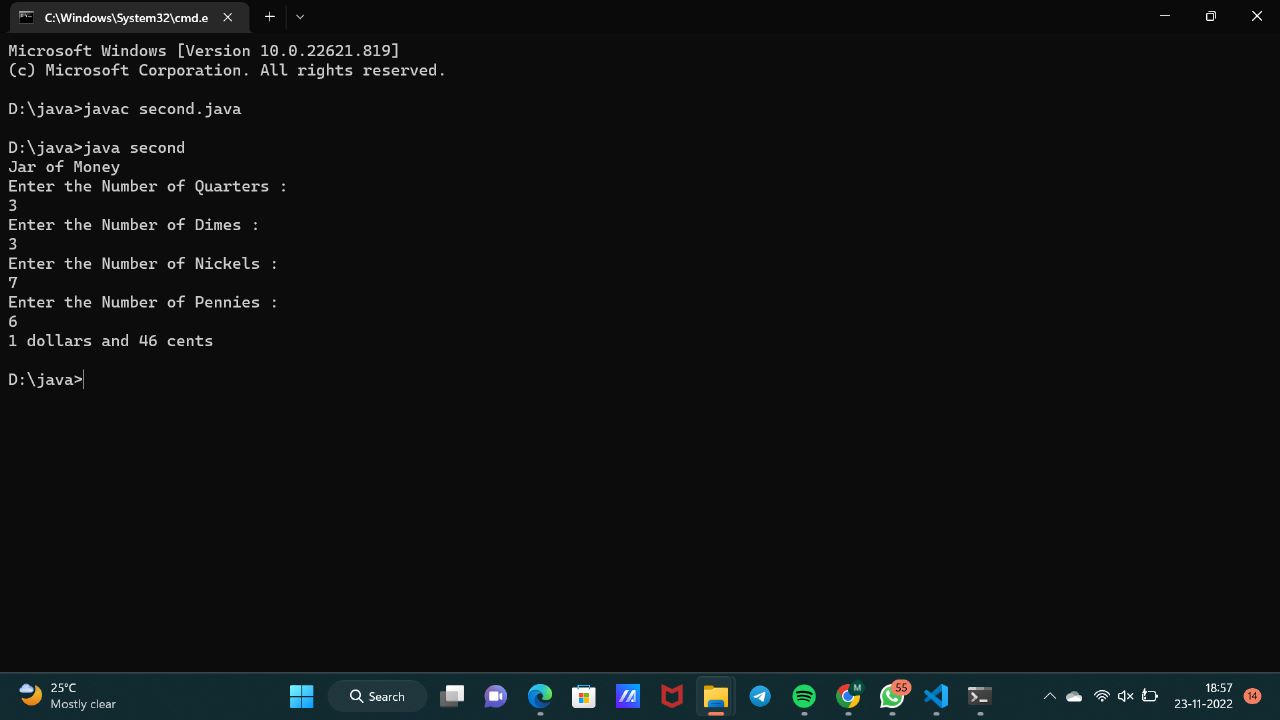 C:\Windows\System32\cmd.e
Microsoft Windows [Version 10.0.22621.819]
(c) Microsoft Corporation. All rights reserved.
D:\java>javac second.java
D:\java>java second
Jar of Money
Enter the Number of Quarters :
3
Enter the Number of Dimes :
3
Enter the Number of Nickels :
7
Enter the Number of Pennies :
6
1 dollars and 46 cents
D:\java>
25°C
Mostly clear
Search
M
55
18:57
23-11-2022
14